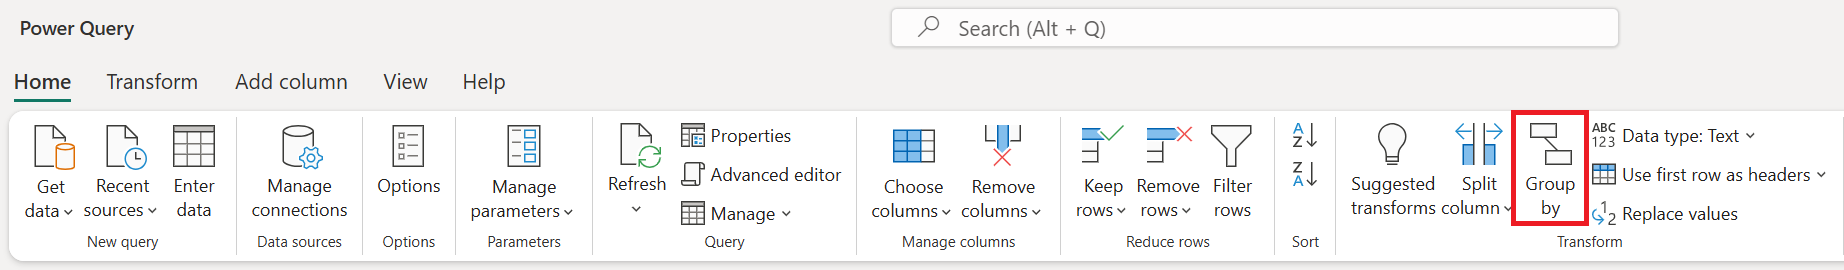 Power Query
Search (Alt + Q)
Home Transform Add column View Help
Get
data
Recent
sources
Enter
data
New query
Manage
connections
Data sources
Options
Options
Manage
parameters
Parameters
Refresh
Properties
Advanced editor
Manage
Query
Choose
columns
Remove
columns
Manage columns
Keep
rows
Remove
rows
Filter
rows
Reduce rows
A
Z
Z
A
Sort
Suggested
transforms
Split
column
Group
by
ABC
123
Data type: Text
Use first row as headers
1
2
Replace values
Transform